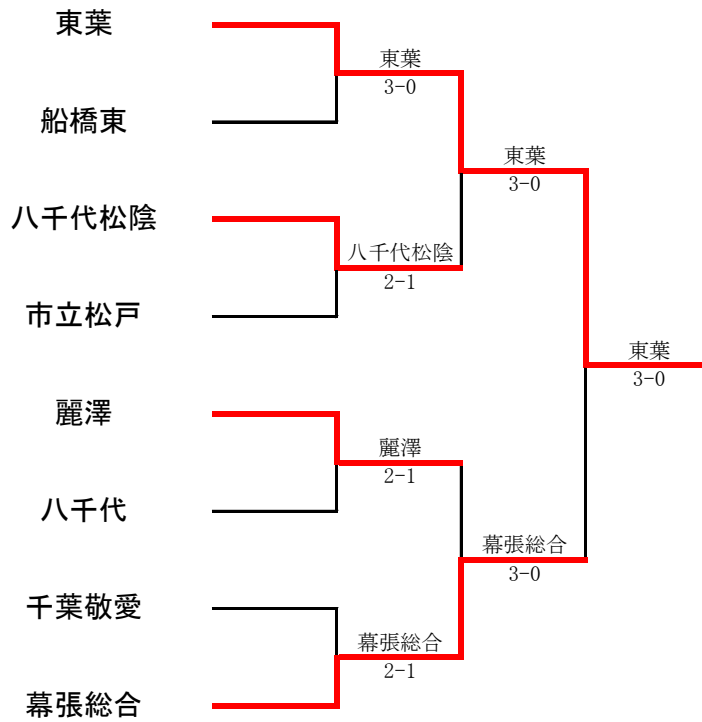 東葉
船橋東
八千代松陰
市立松戸
麗澤
八千代
千葉敬愛
幕張総合
東葉
3-0
八千代松陰
2-1
麗澤
2-1
幕張総合
2-1
東葉
3-0
幕張総合
3-0
東葉
3-0